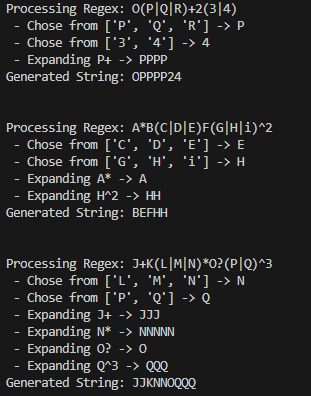 Processing Regex: O(P|Q|R)+2(3|4)
- Chose from ['P', 'Q', 'R'] -> P
- Chose from ['3', '4'] -> 4
- Expanding P+ -> PPPP
Generated String: OPPPP24
Processing Regex: A*B(C|D|E)F(G|H|i)^2
- Chose from ['C', 'D', 'E'] -> E
- Chose from ['G', 'H', 'i'] -> H
- Expanding A* -> A
- Expanding H^2 -> HH
Generated String: BEFHH
Processing Regex: J+K(L|M|N)*O?(P|Q)^3
- Chose from ['L', 'M', 'N'] -> N
- Chose from ['P', 'Q'] -> Q
- Expanding J+ -> JJJ
- Expanding N* -> NNNNN
- Expanding O? -> O
- Expanding Q^3 -> QQQ
Generated String: JJKNNOQQQ